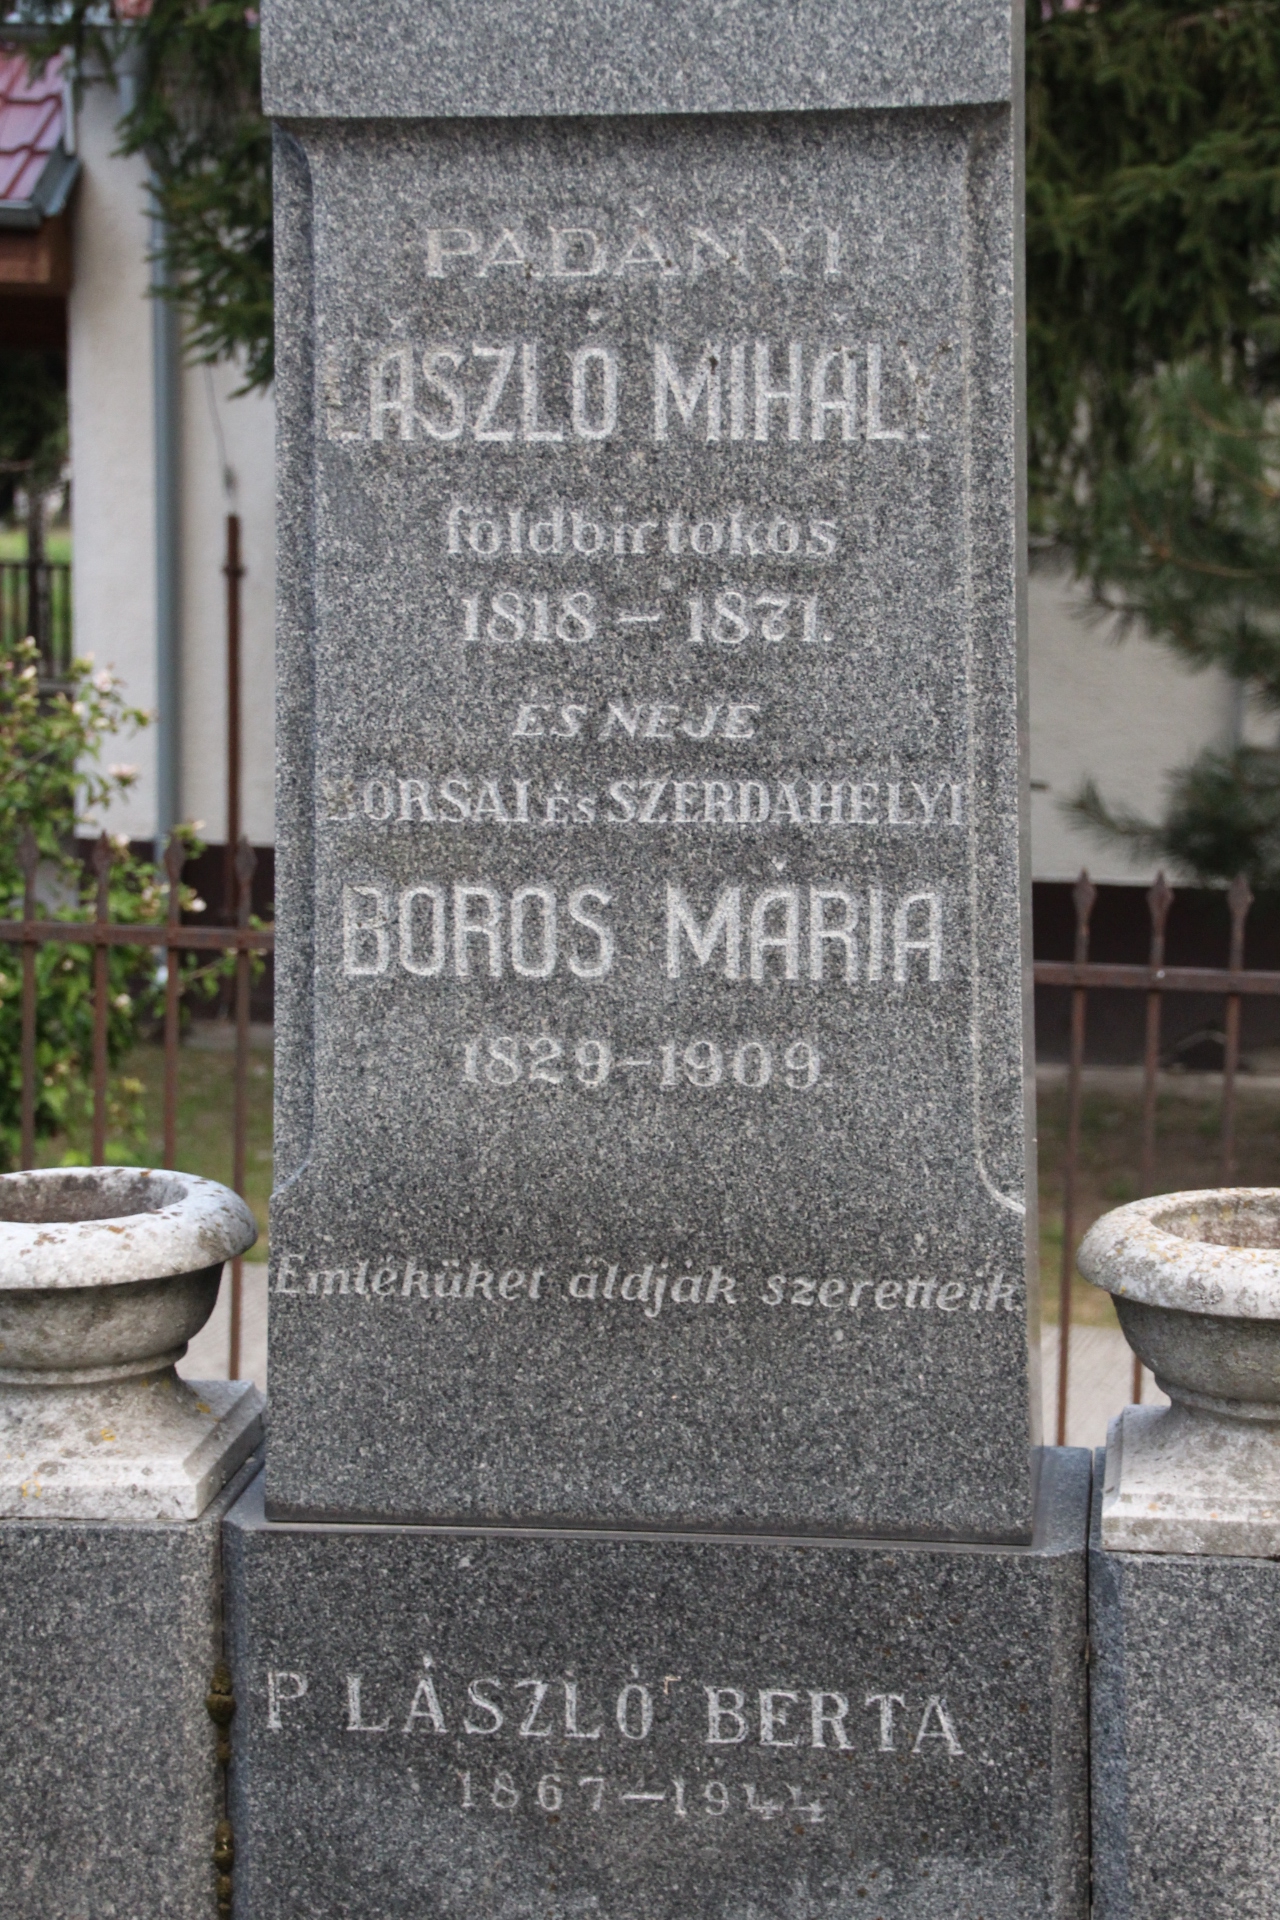 PADÁNYI
LÁSZLÓ MIHÁLY
földbirtokos
1818 – 1871.
ÉS NEJE
BORSAI ÉS SZERDAHELYI
BOROS MÁRIA
1829–1909.
Emléküket áldják szeretteik.
P LÁSZLÓ BERTA
1867–1944